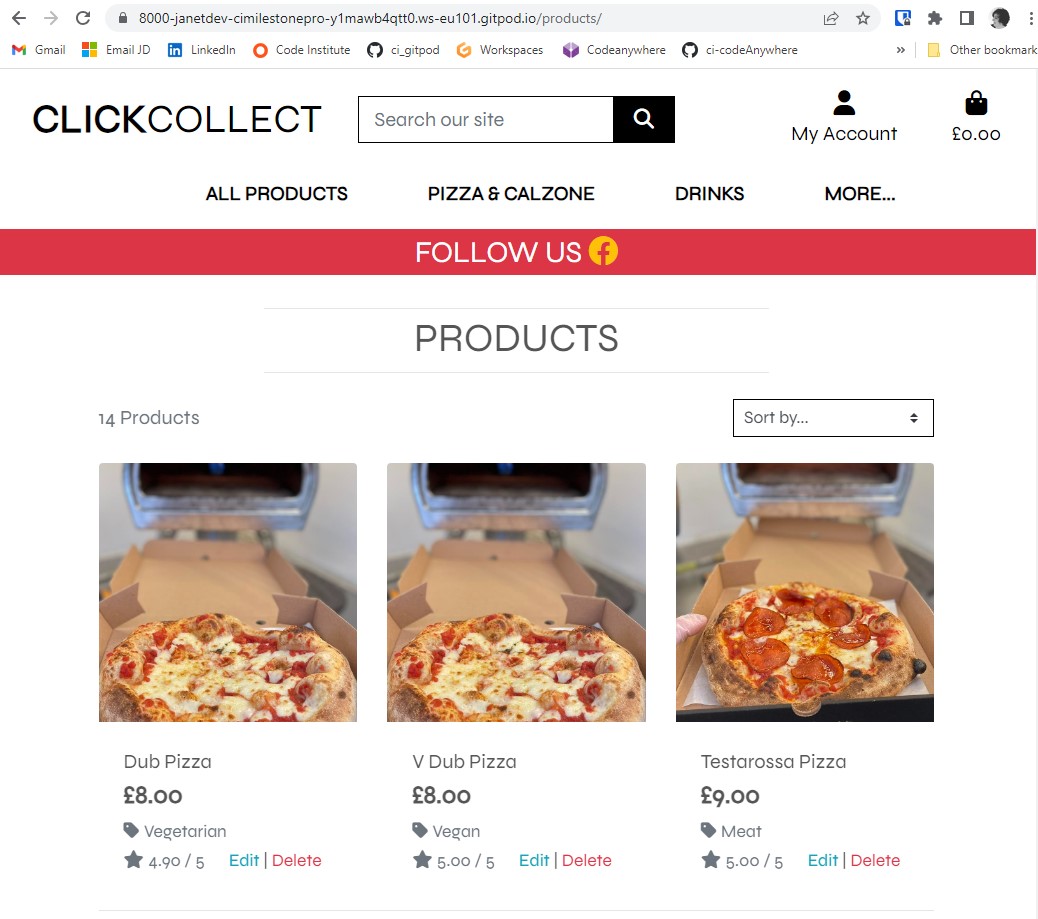 8000-janetdev-cimilestonepro-y1mawb4qtt0.ws-eu101.gitpod.io/products/
Gmail Email JD LinkedIn Code Institute ci_gitpod Workspaces Codeanywhere ci-codeAnywhere » Other bookmark
CLICKCOLLECT Search our site
My Account £0.00
ALL PRODUCTS PIZZA & CALZONE DRINKS MORE...
FOLLOW US
PRODUCTS
14 Products Sort by...
Dub Pizza V Dub Pizza Testarossa Pizza
£8.00 £8.00 £9.00
Vegetarian Vegan Meat
4.90 / 5 Edit | Delete 5.00 / 5 Edit | Delete 5.00 / 5 Edit | Delete